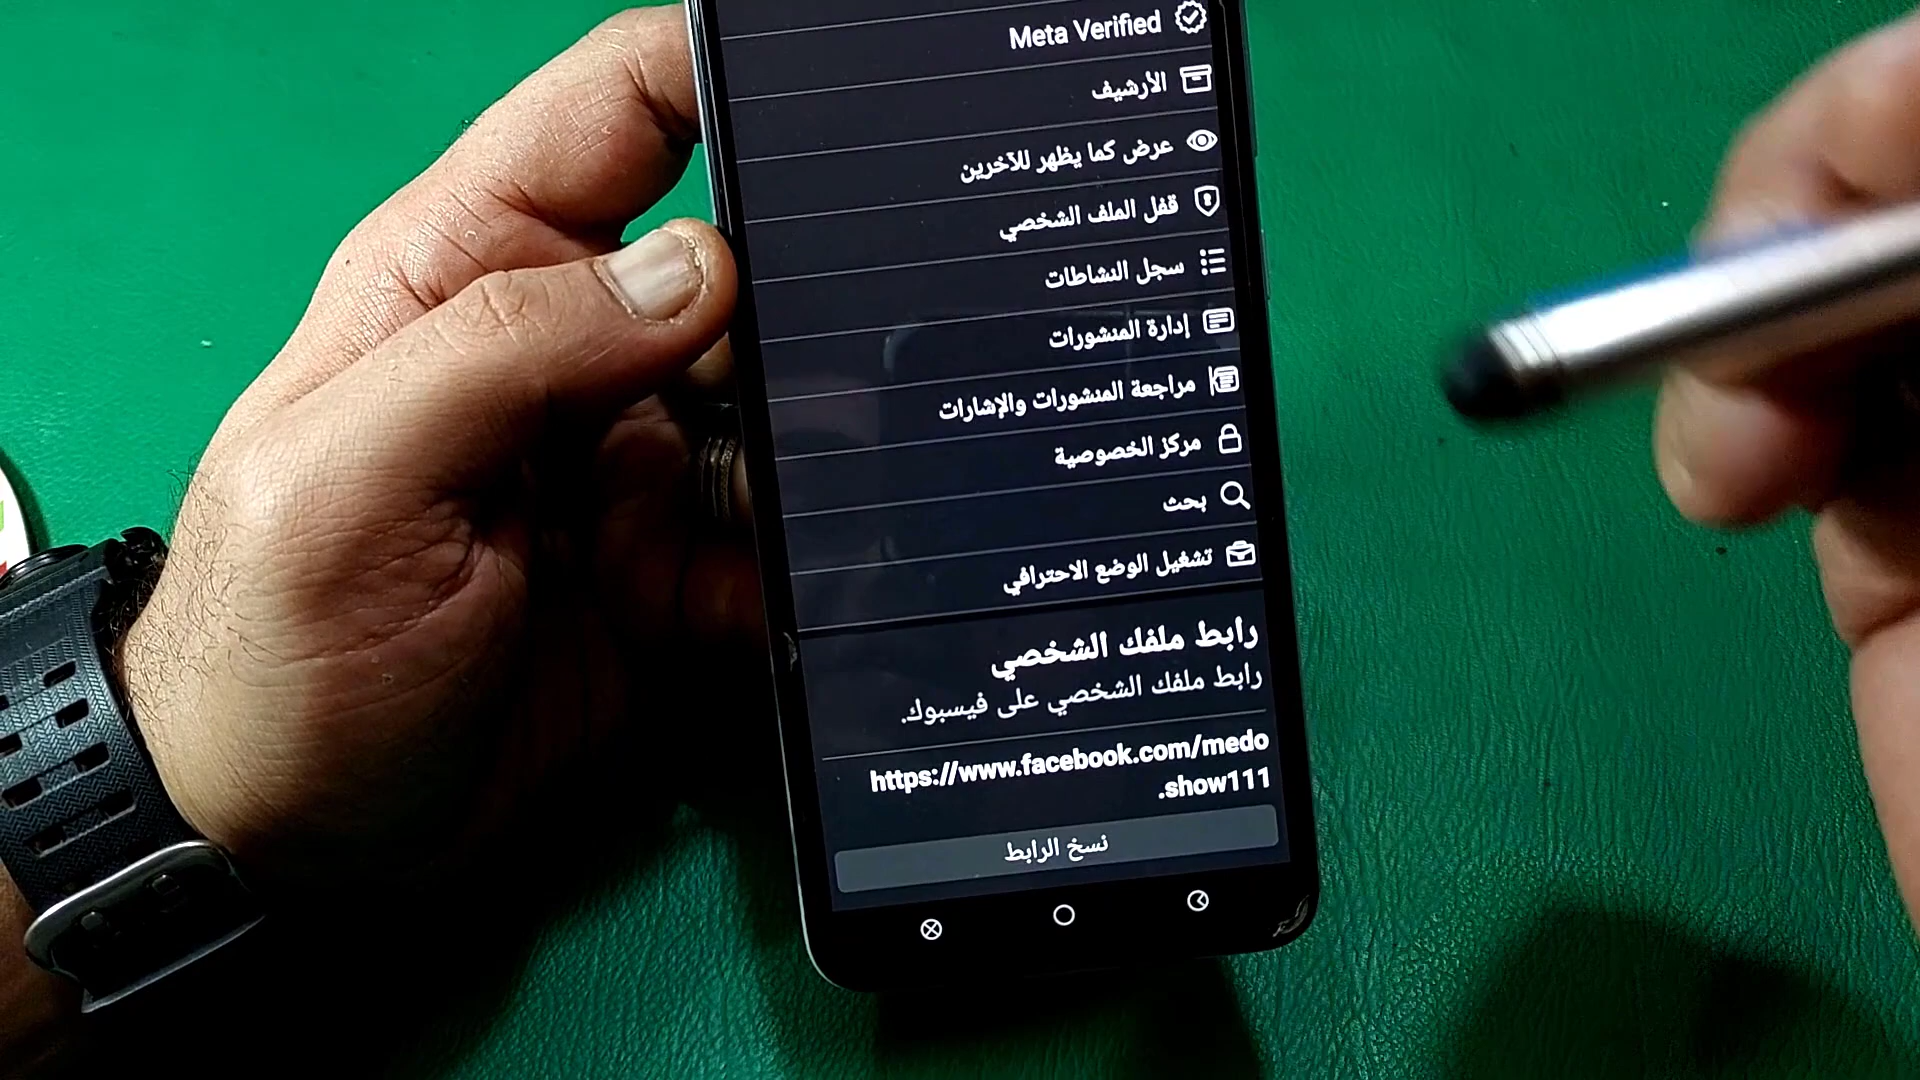 Meta Verified
الأرشيف
عرض كما يظهر للآخرين
قفل الملف الشخصي
سجل النشاطات
إدارة المنشورات
مراجعة المنشورات والإشارات
مركز الخصوصية
بحث
تشغيل الوضع الاحترافي
رابط ملفك الشخصي
رابط ملفك الشخصي على فيسبوك.
https://www.facebook.com/medo
.show111
نسخ الرابط